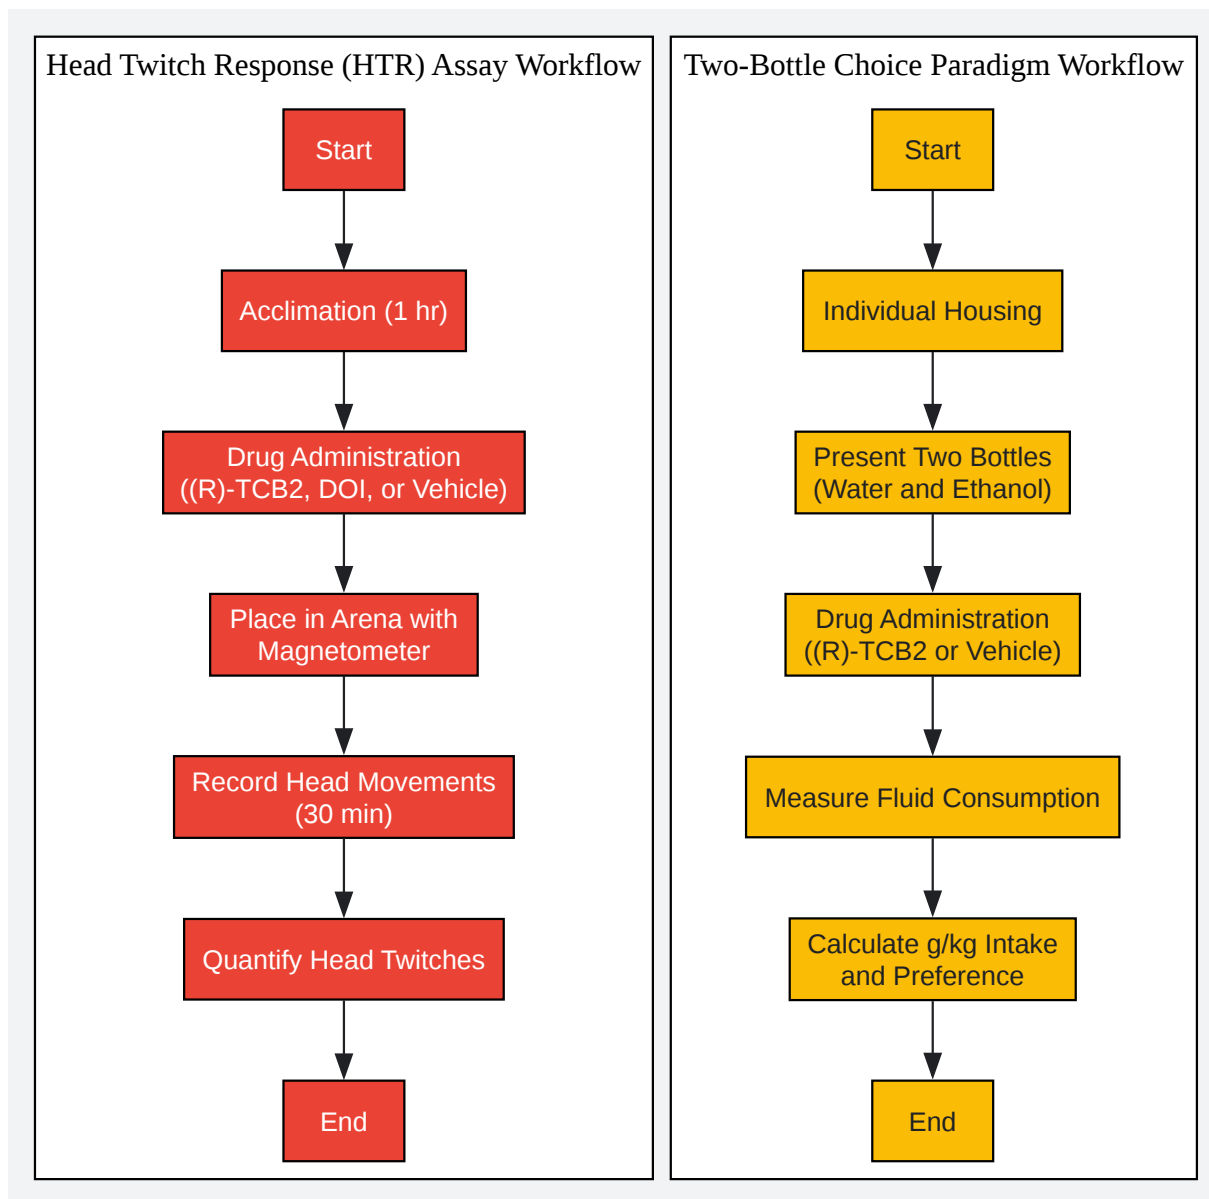 Head Twitch Response (HTR) Assay Workflow
Start
Acclimation (1 hr)
Drug Administration
((R)-TCB2, DOI, or Vehicle)
Place in Arena with
Magnetometer
Record Head Movements
(30 min)
Quantify Head Twitches
End
Two-Bottle Choice Paradigm Workflow
Start
Individual Housing
Present Two Bottles
(Water and Ethanol)
Drug Administration
((R)-TCB2 or Vehicle)
Measure Fluid Consumption
Calculate g/kg Intake
and Preference
End